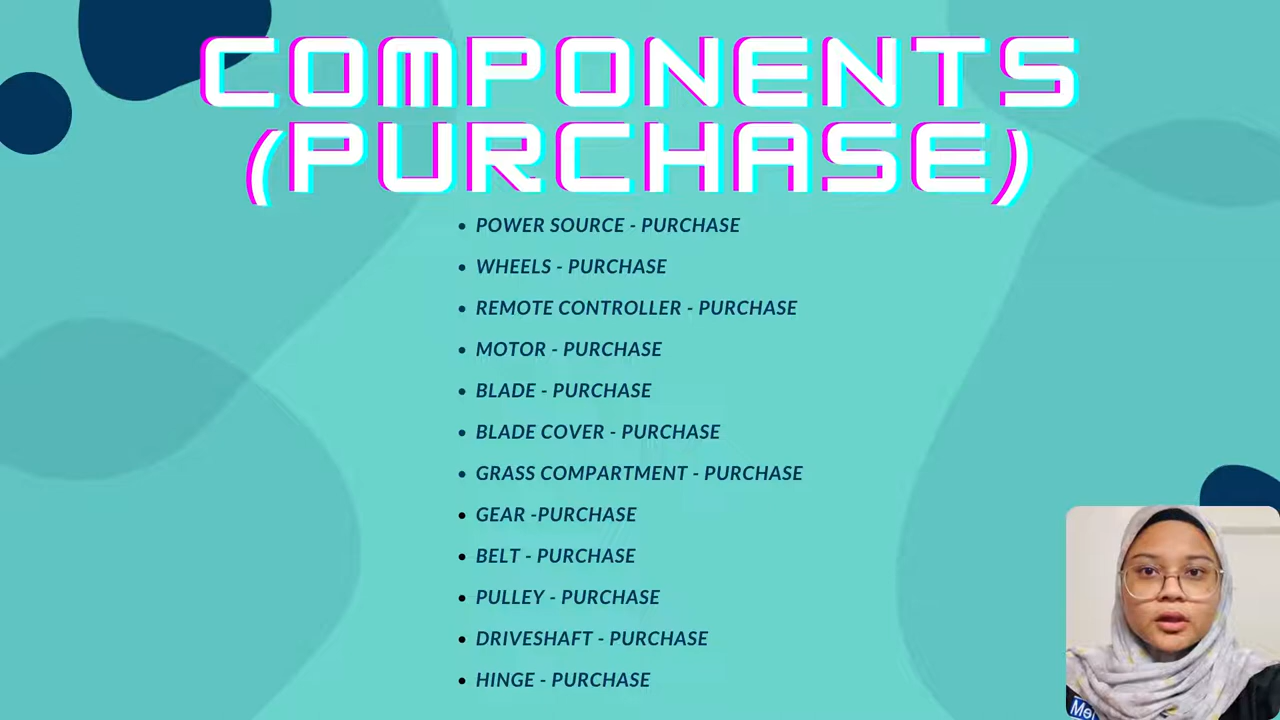 COMPONENTS
(PURCHASE)
POWER SOURCE - PURCHASE
WHEELS - PURCHASE
REMOTE CONTROLLER - PURCHASE
MOTOR - PURCHASE
BLADE - PURCHASE
BLADE COVER - PURCHASE
GRASS COMPARTMENT - PURCHASE
GEAR -PURCHASE
BELT - PURCHASE
PULLEY - PURCHASE
DRIVESHAFT - PURCHASE
HINGE - PURCHASE